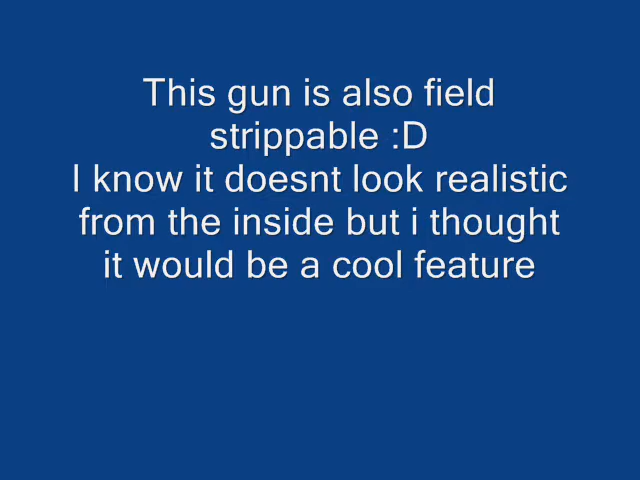 This gun is also field
strippable :D
I know it doesnt look realistic
from the inside but i thought
it would be a cool feature